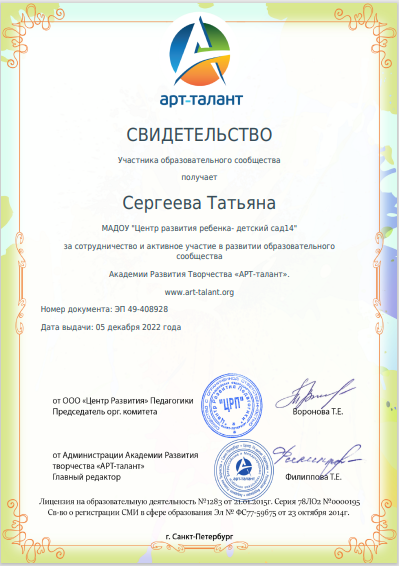 АРТ-ТАЛАНТ
СВИДЕТЕЛЬСТВО
Участника образовательного сообщества
получает
Сергеева Татьяна
МАДОУ "Центр развития ребенка- детский сад14"
за сотрудничество и активное участие в развитии образовательного
сообщества
Академии Развития Творчества «АРТ-талант».
www.art-talant.org
Номер документа: ЭП 49-408928
Дата выдачи: 05 декабря 2022 года
от ООО «Центр Развития» Педагогики
Председатель орг. комитета
"ЦРП"
Воронова Т.Е.
от Администрации Академии Развития
творчества «АРТ-талант»
Главный редактор
Филиппова Т.Е.
Лицензия на образовательную деятельность №1283 от 21.01.2015г. Серия 78ЛО2 №0000195
Св-во о регистрации СМИ в сфере образования Эл № ФС77-59675 от 23 октября 2014г.
г. Санкт-Петербург